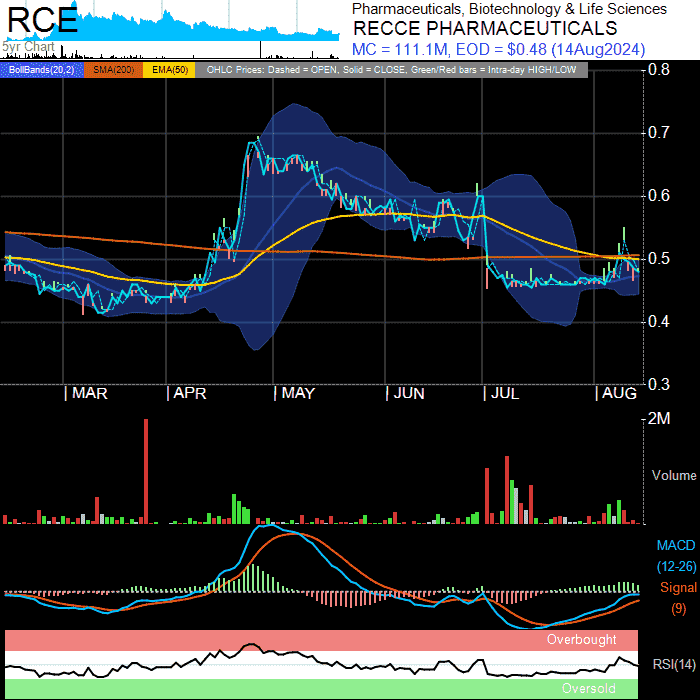 RCE
5yr Chart
Pharmaceuticals, Biotechnology & Life Sciences
RECCE PHARMACEUTICALS
MC = 111.1M, EOD = $0.48 (14Aug2024)
BollBands(20,2) SMA(200) EMA(50) OHLC Prices: Dashed = OPEN, Solid = CLOSE, Green/Red bars = Intra-day HIGH/LOW
0.8
0.7
0.6
0.5
0.4
0.3
| MAR | APR | MAY | JUN | JUL | AUG
2M
Volume
MACD
(12-26)
Signal
(9)
Overbought
RSI(14)
Oversold